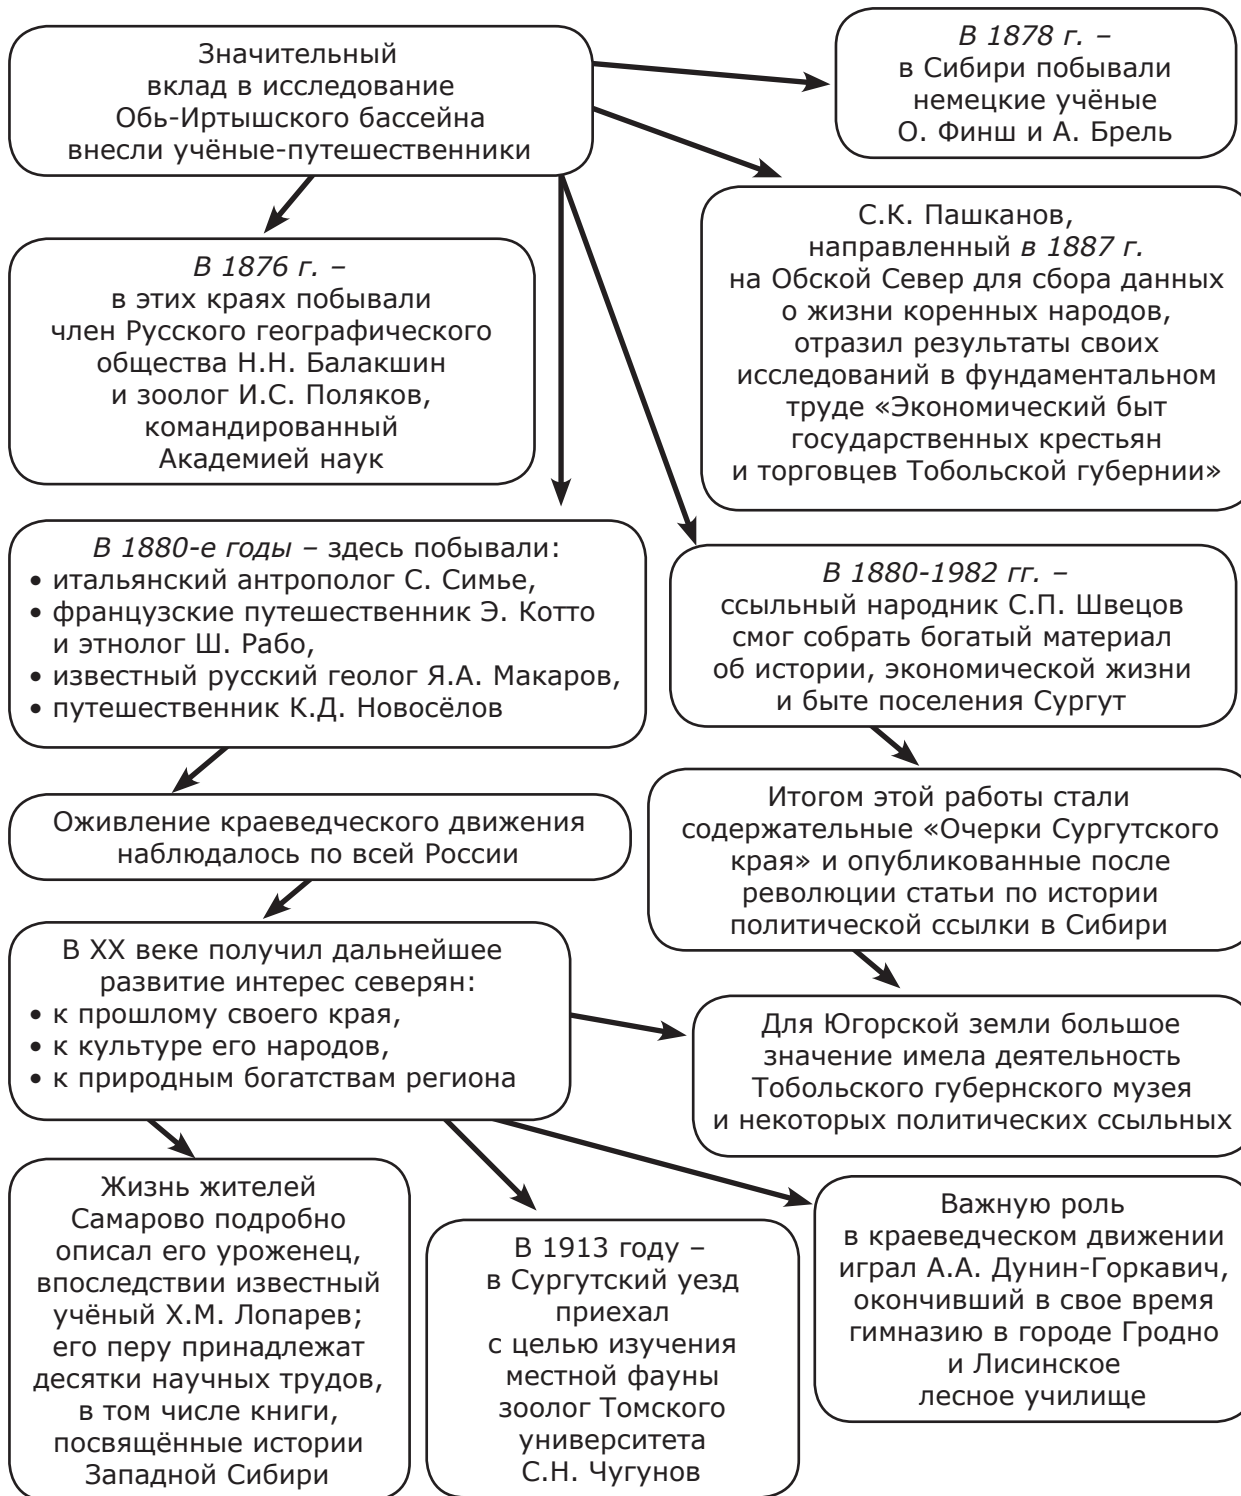 Значительный
вклад в исследование
Обь-Иртышского бассейна
внесли учёные-путешественники
В 1878 г. –
в Сибири побывали
немецкие учёные
О. Финш и А. Брель
С.К. Пашканов,
направленный в 1887 г.
на Обской Север для сбора данных
о жизни коренных народов,
отразил результаты своих
исследований в фундаментальном
труде «Экономический быт
государственных крестьян
и торговцев Тобольской губернии»
В 1876 г. –
в этих краях побывали
член Русского географического
общества Н.Н. Балакшин
и зоолог И.С. Поляков,
командированный
Академией наук
В 1880-е годы – здесь побывали:
• итальянский антрополог С. Симье,
• французские путешественник Э. Котто
и этнолог Ш. Рабо,
• известный русский геолог Я.А. Макаров,
• путешественник К.Д. Новосёлов
В 1880-1982 гг. –
ссыльный народник С.П. Швецов
смог собрать богатый материал
об истории, экономической жизни
и быте поселения Сургут
Оживление краеведческого движения
наблюдалось по всей России
Итогом этой работы стали
содержательные «Очерки Сургутского
края» и опубликованные после
революции статьи по истории
политической ссылки в Сибири
В XX веке получил дальнейшее
развитие интерес северян:
• к прошлому своего края,
• к культуре его народов,
• к природным богатствам региона
Для Югорской земли большое
значение имела деятельность
Тобольского губернского музея
и некоторых политических ссыльных
Жизнь жителей
Самарово подробно
описал его уроженец,
впоследствии известный
учёный Х.М. Лопарев;
его перу принадлежат
десятки научных трудов,
в том числе книги,
посвящённые истории
Западной Сибири
В 1913 году –
в Сургутский уезд
приехал
с целью изучения
местной фауны
зоолог Томского
университета
С.Н. Чугунов
Важную роль
в краеведческом движении
играл А.А. Дунин-Горкавич,
окончивший в свое время
гимназию в городе Гродно
и Лисинское
лесное училище